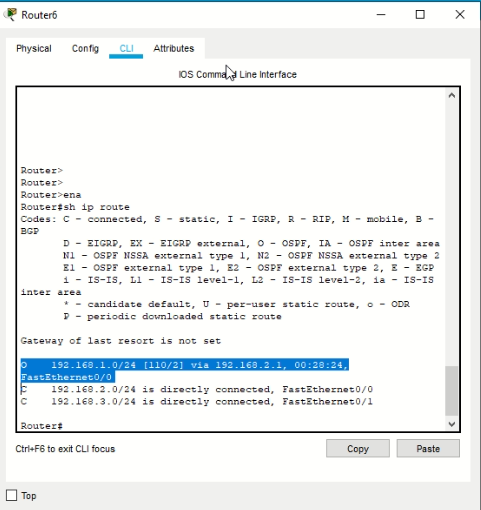 Router6
Physical Config CLI Attributes
IOS Command Line Interface
Router>
Router>
Router>ena
Router#sh ip route
Codes: C - connected, S - static, I - IGRP, R - RIP, M - mobile, B -
BGP
D - EIGRP, EX - EIGRP external, O - OSPF, IA - OSPF inter area
N1 - OSPF NSSA external type 1, N2 - OSPF NSSA external type 2
E1 - OSPF external type 1, E2 - OSPF external type 2, E - EGP
i - IS-IS, L1 - IS-IS level-1, L2 - IS-IS level-2, ia - IS-IS
inter area
* - candidate default, U - per-user static route, o - ODR
P - periodic downloaded static route
Gateway of last resort is not set
O 192.168.1.0/24 [110/2] via 192.168.2.1, 00:28:24,
FastEthernet0/0
C 192.168.2.0/24 is directly connected, FastEthernet0/0
C 192.168.3.0/24 is directly connected, FastEthernet0/1
Router#
Ctrl+F6 to exit CLI focus
Copy Paste
Top